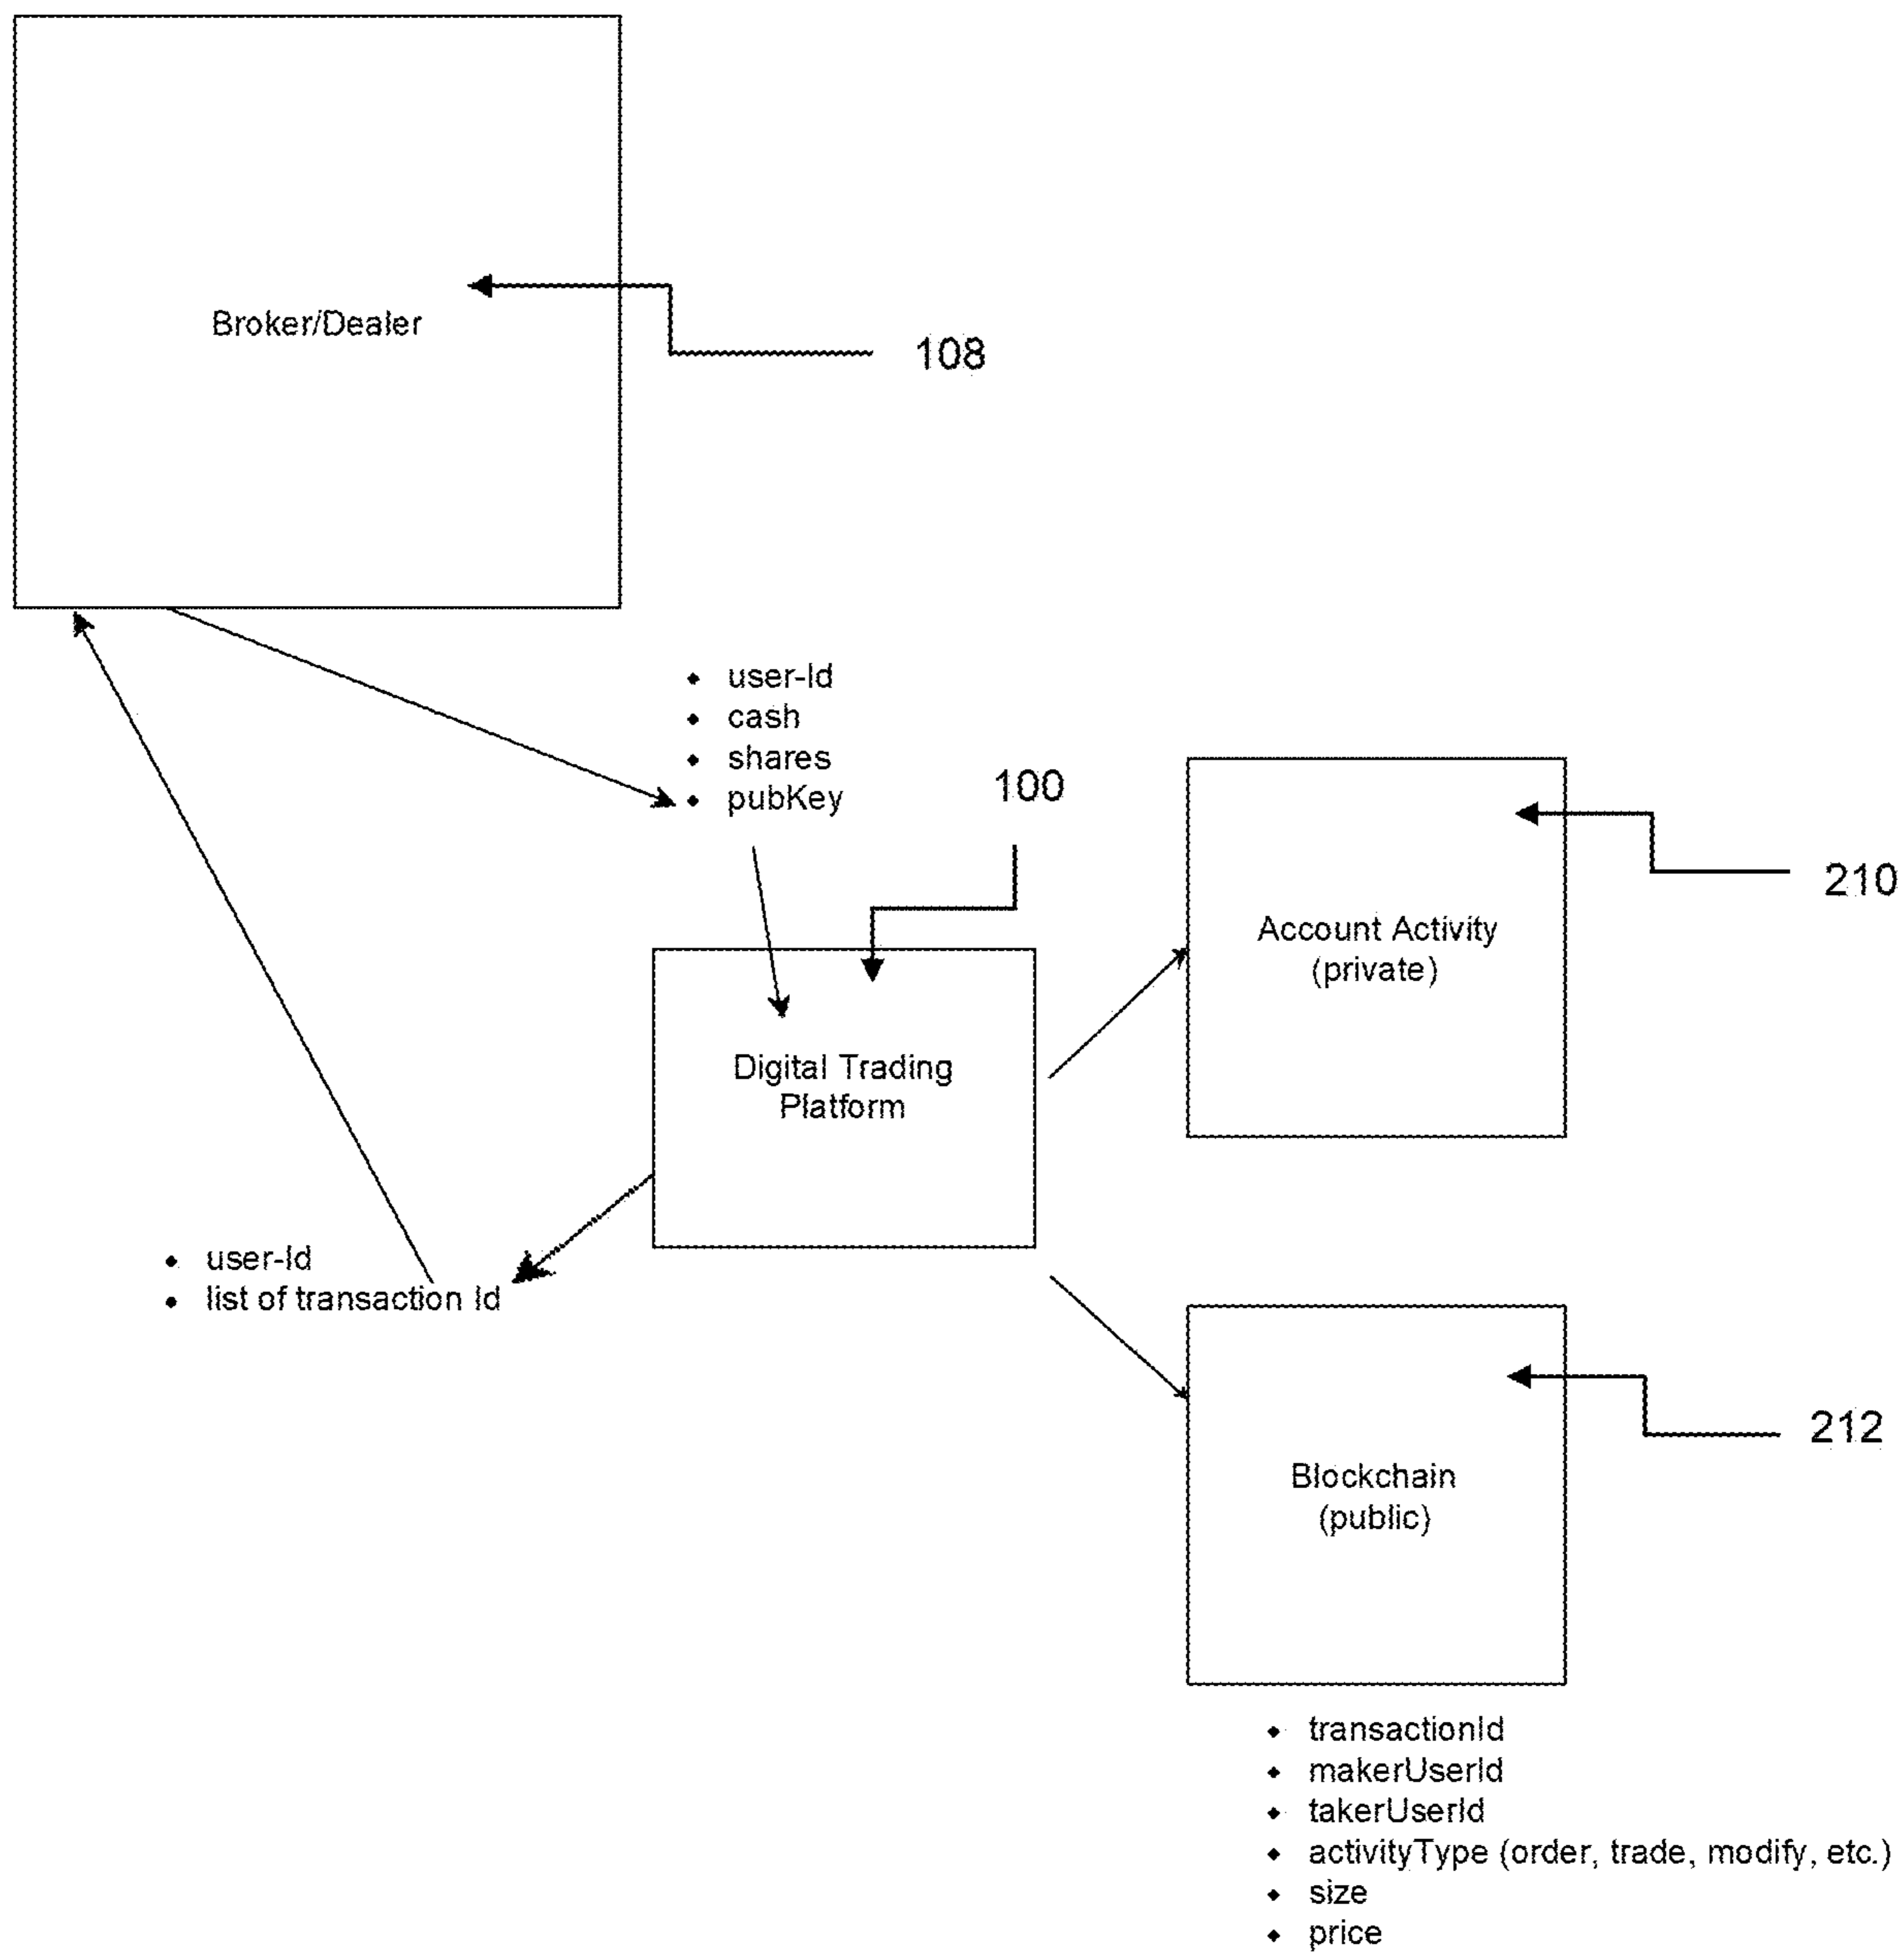 Broker/Dealer
108
• user-Id
• cash
• shares
• pubKey
100
Account Activity
(private)
210
Digital Trading
Platform
• user-Id
• list of transaction Id
212
Blockchain
(public)
• transactionId
• makerUserId
• takerUserId
• activityType (order, trade, modify, etc.)
• size
• price